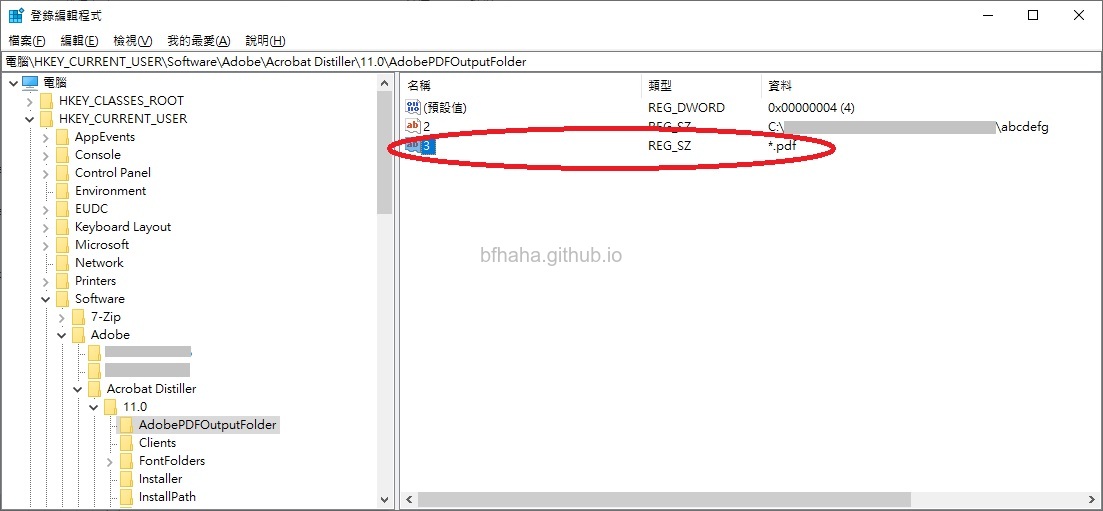 登錄編輯程式
檔案(F) 編輯(E) 檢視(V) 我的最愛(A) 說明(H)
電腦\HKEY_CURRENT_USER\Software\Adobe\Acrobat Distiller\11.0\AdobePDFOutputFolder
電腦
HKEY_CLASSES_ROOT
HKEY_CURRENT_USER
AppEvents
Console
Control Panel
Environment
EUDC
Keyboard Layout
Microsoft
Network
Printers
Software
7-Zip
Adobe
Acrobat Distiller
11.0
AdobePDFOutputFolder
Clients
FontFolders
Installer
InstallPath
名稱 類型 資料
(預設值) REG_DWORD 0x00000004 (4)
2 REG_SZ C:\ \abcdefg
3 REG_SZ *.pdf
bfhaha.github.io